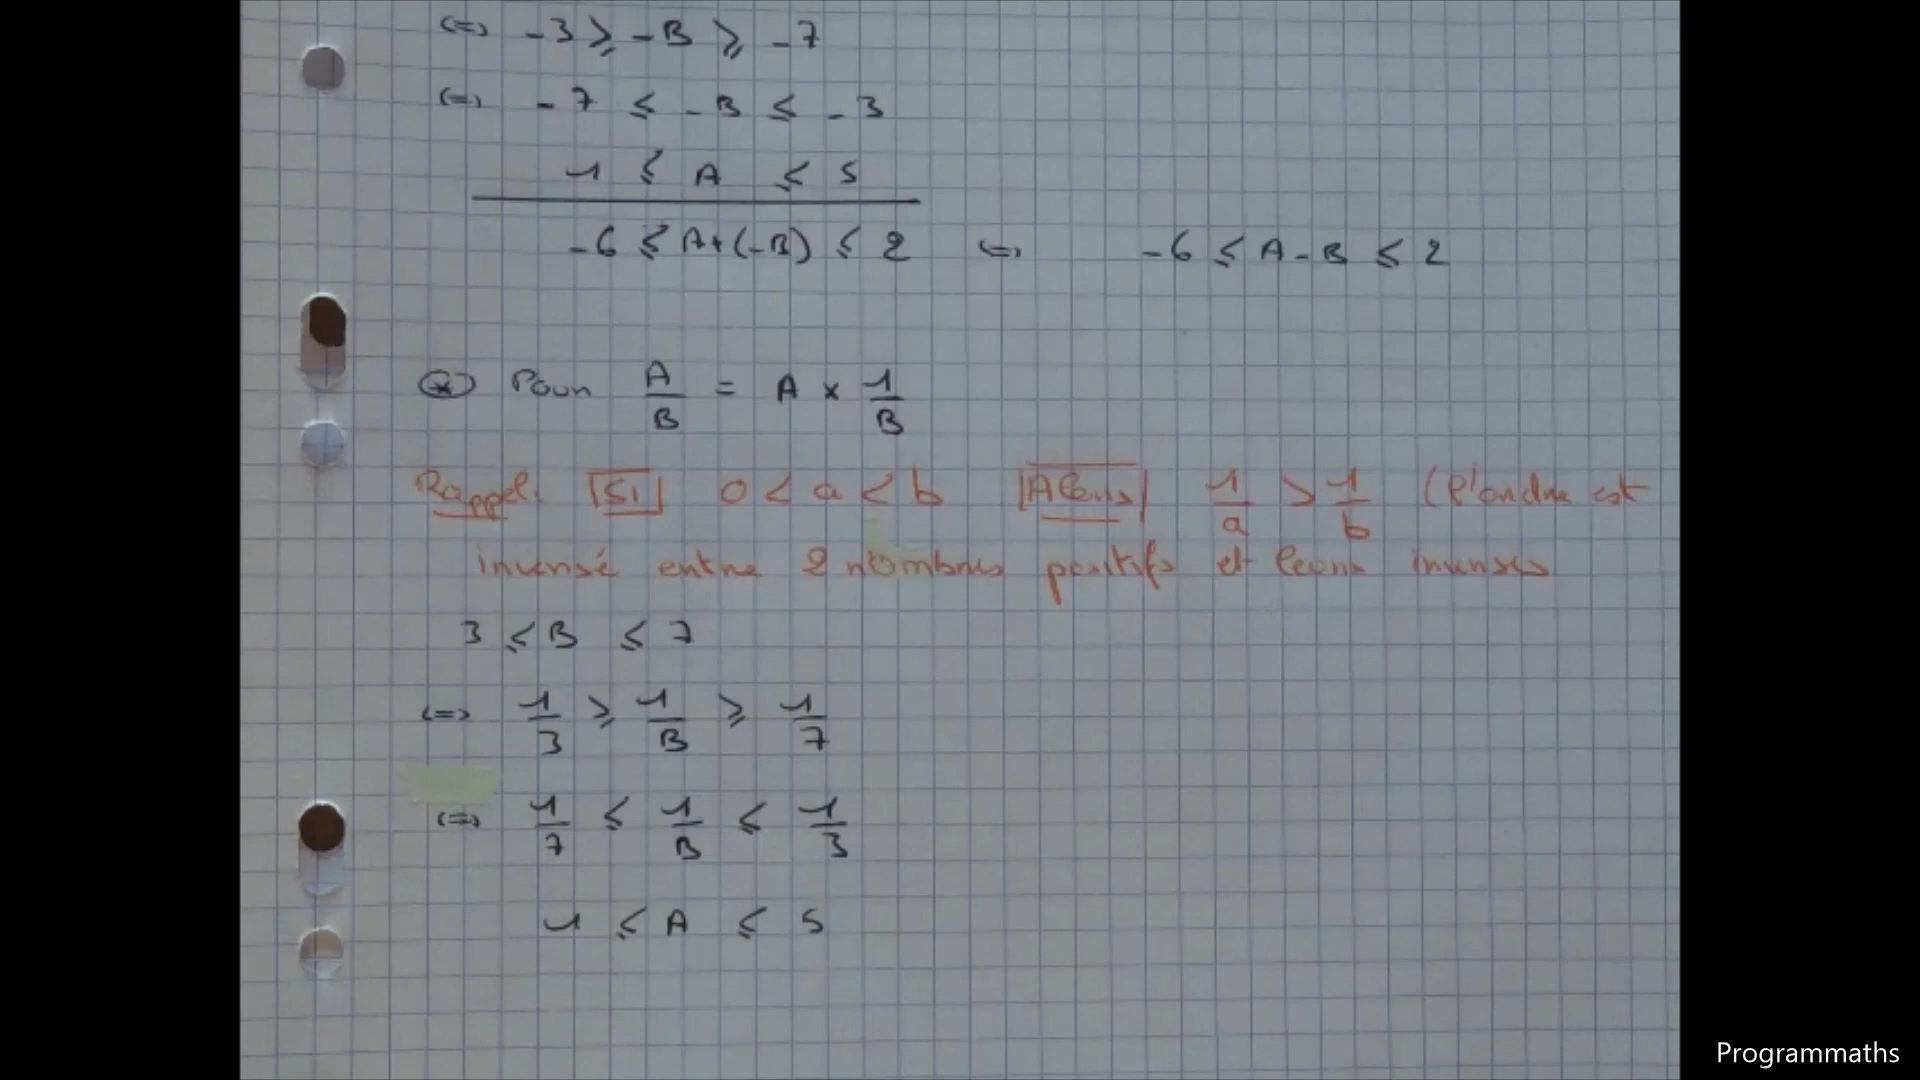 (=) -3 ⩾ -B ⩾ -7
(=) -7 ⩽ -B ⩽ -3
1 ⩽ A ⩽ 5
-6 ⩽ A+(-B) ⩽ 2 (=) -6 ⩽ A-B ⩽ 2
(*) Pour A/B = A × 1/B
Rappel. SI 0 < a < b Alors 1/a > 1/b (l'ordre est
inversé entre 2 nombres positifs et leurs inverses
3 ⩽ B ⩽ 7
(=) 1/3 ⩾ 1/B ⩾ 1/7
(=) 1/7 ⩽ 1/B ⩽ 1/3
1 ⩽ A ⩽ 5
Programmaths